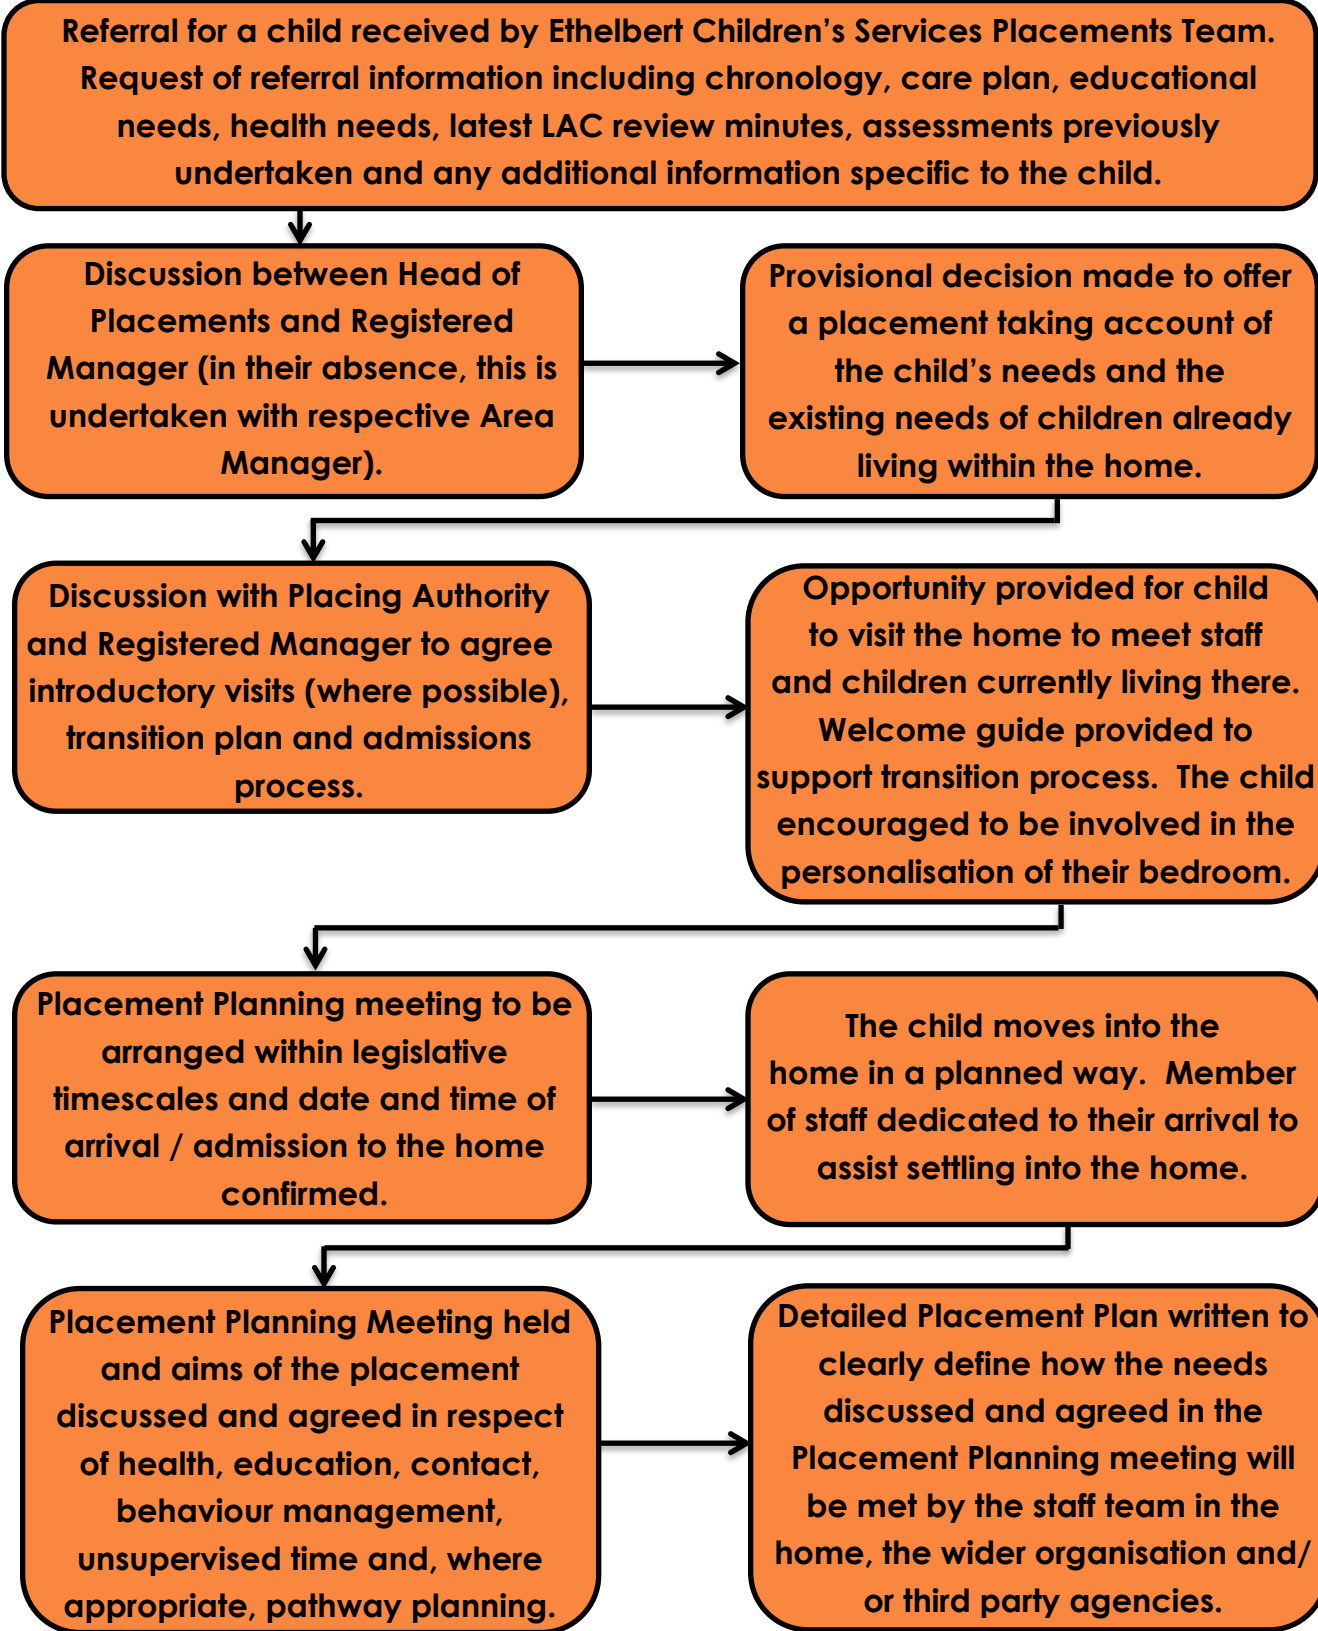 Referral for a child received by Ethelbert Children’s Services Placements Team.
Request of referral information including chronology, care plan, educational
needs, health needs, latest LAC review minutes, assessments previously
undertaken and any additional information specific to the child.
Discussion between Head of
Placements and Registered
Manager (in their absence, this is
undertaken with respective Area
Manager).
Provisional decision made to offer
a placement taking account of
the child’s needs and the
existing needs of children already
living within the home.
Discussion with Placing Authority
and Registered Manager to agree
introductory visits (where possible),
transition plan and admissions
process.
Opportunity provided for child
to visit the home to meet staff
and children currently living there.
Welcome guide provided to
support transition process.  The child
encouraged to be involved in the
personalisation of their bedroom.
Placement Planning meeting to be
arranged within legislative
timescales and date and time of
arrival / admission to the home
confirmed.
The child moves into the
home in a planned way.  Member
of staff dedicated to their arrival to
assist settling into the home.
Placement Planning Meeting held
and aims of the placement
discussed and agreed in respect
of health, education, contact,
behaviour management,
unsupervised time and, where
appropriate, pathway planning.
Detailed Placement Plan written to
clearly define how the needs
discussed and agreed in the
Placement Planning meeting will
be met by the staff team in the
home, the wider organisation and/
or third party agencies.